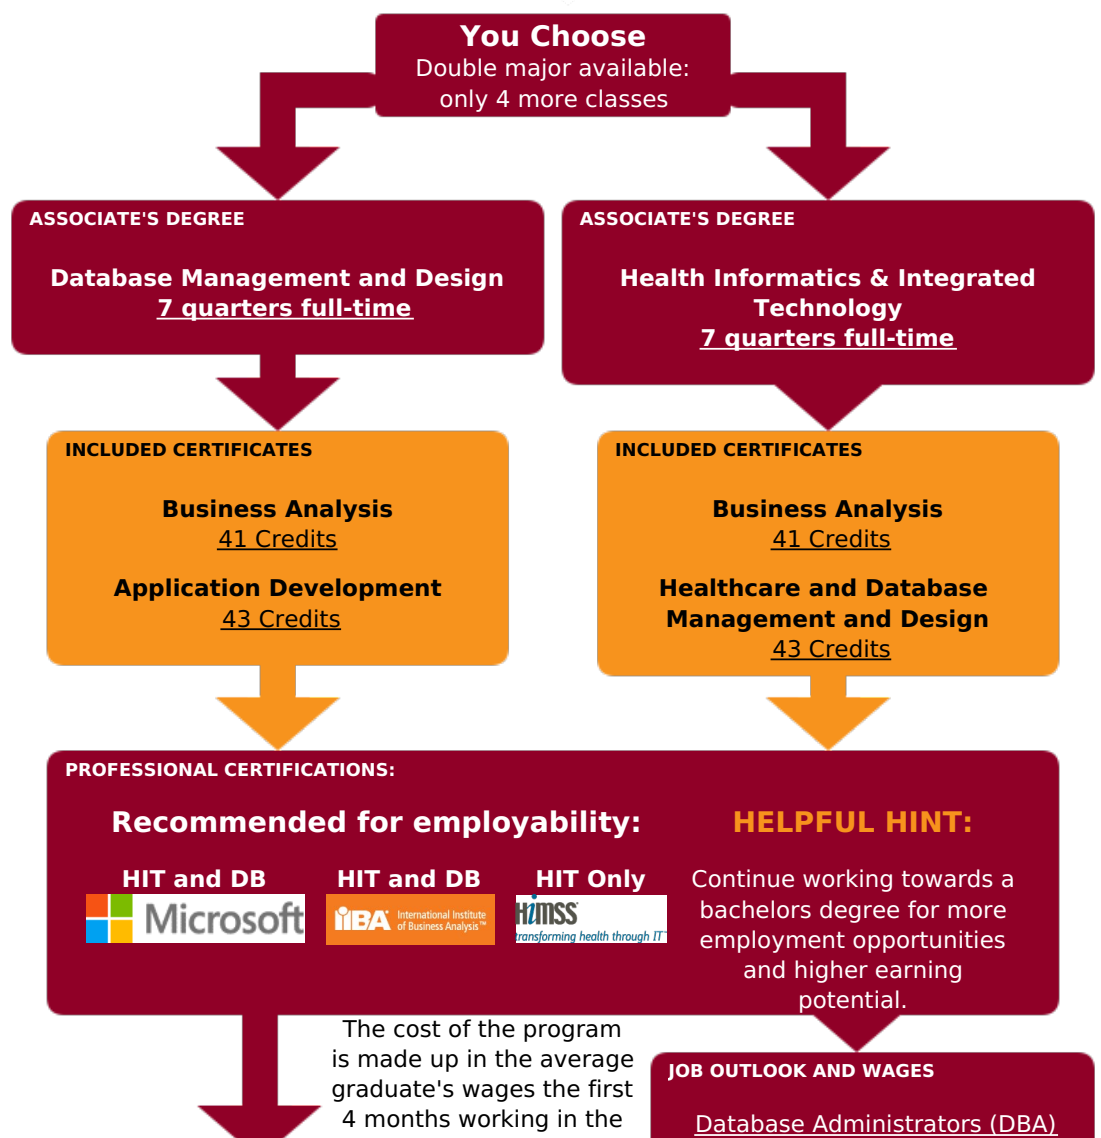 You Choose
Double major available:
only 4 more classes
ASSOCIATE'S DEGREE
Database Management and Design
7 quarters full-time
ASSOCIATE'S DEGREE
Health Informatics & Integrated
Technology
7 quarters full-time
INCLUDED CERTIFICATES
Business Analysis
41 Credits
Application Development
43 Credits
INCLUDED CERTIFICATES
Business Analysis
41 Credits
Healthcare and Database
Management and Design
43 Credits
PROFESSIONAL CERTIFICATIONS:
Recommended for employability:
HIT and DB
Microsoft
HIT and DB
IIBA International Institute
of Business Analysis™
HIT Only
HIMSS
transforming health through IT™
HELPFUL HINT:
Continue working towards a
bachelors degree for more
employment opportunities
and higher earning
potential.
The cost of the program
is made up in the average
graduate's wages the first
4 months working in the
JOB OUTLOOK AND WAGES
Database Administrators (DBA)